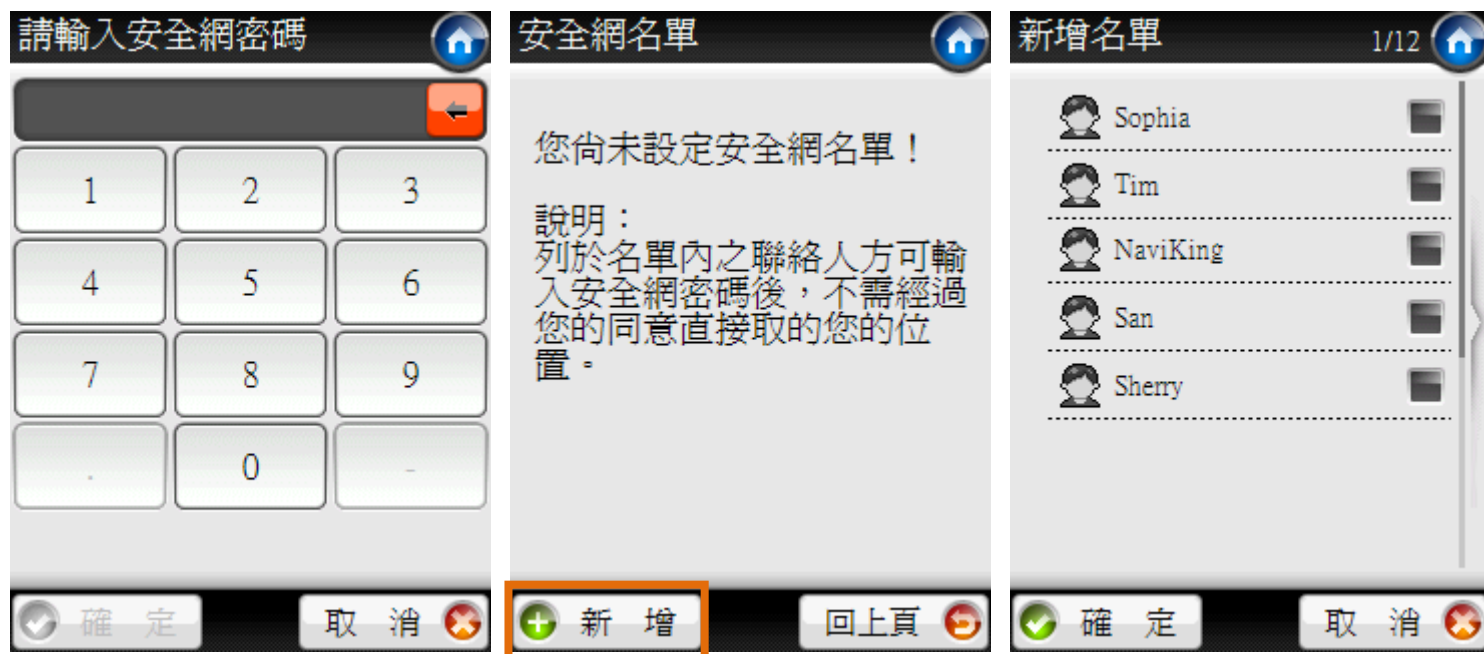 請輸入安全網密碼
1
2
3
4
5
6
7
8
9
.
0
-
確 定
取 消
安全網名單
您尚未設定安全網名單！
說明：
列於名單內之聯絡人方可輸
入安全網密碼後，不需經過
您的同意直接取的您的位
置。
新 增
回上頁
新增名單
1/12
Sophia
Tim
NaviKing
San
Sherry
確 定
取 消